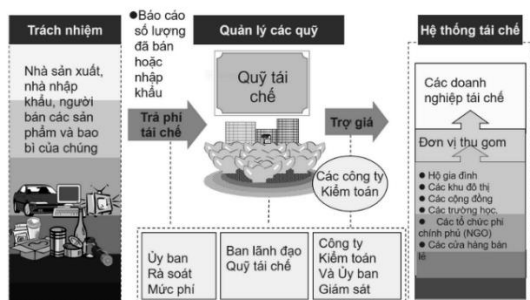 Trách nhiệm
Nhà sản xuất,
nhà nhập
khẩu, người
bán các sản
phẩm và bao
bì của chúng
●Báo cáo
số lượng
đã bán
hoặc
nhập
khẩu
Trả phí
tái chế
Quản lý các quỹ
Quỹ tái
chế
Trợ giá
Các công ty
Kiểm toán
Ủy ban
Rà soát
Mức phí
Ban lãnh đạo
Quỹ tái chế
Công ty
Kiểm toán
Và Ủy ban
Giám sát
Hệ thống tái chế
Các doanh
nghiệp tái chế
Đơn vị thu gom
● Hộ gia đình
● Các khu đô thị
● Các cộng đồng
● Các trường học,
● Các tổ chức phi
chính phủ (NGO)
● Các cửa hàng bán
lẻ